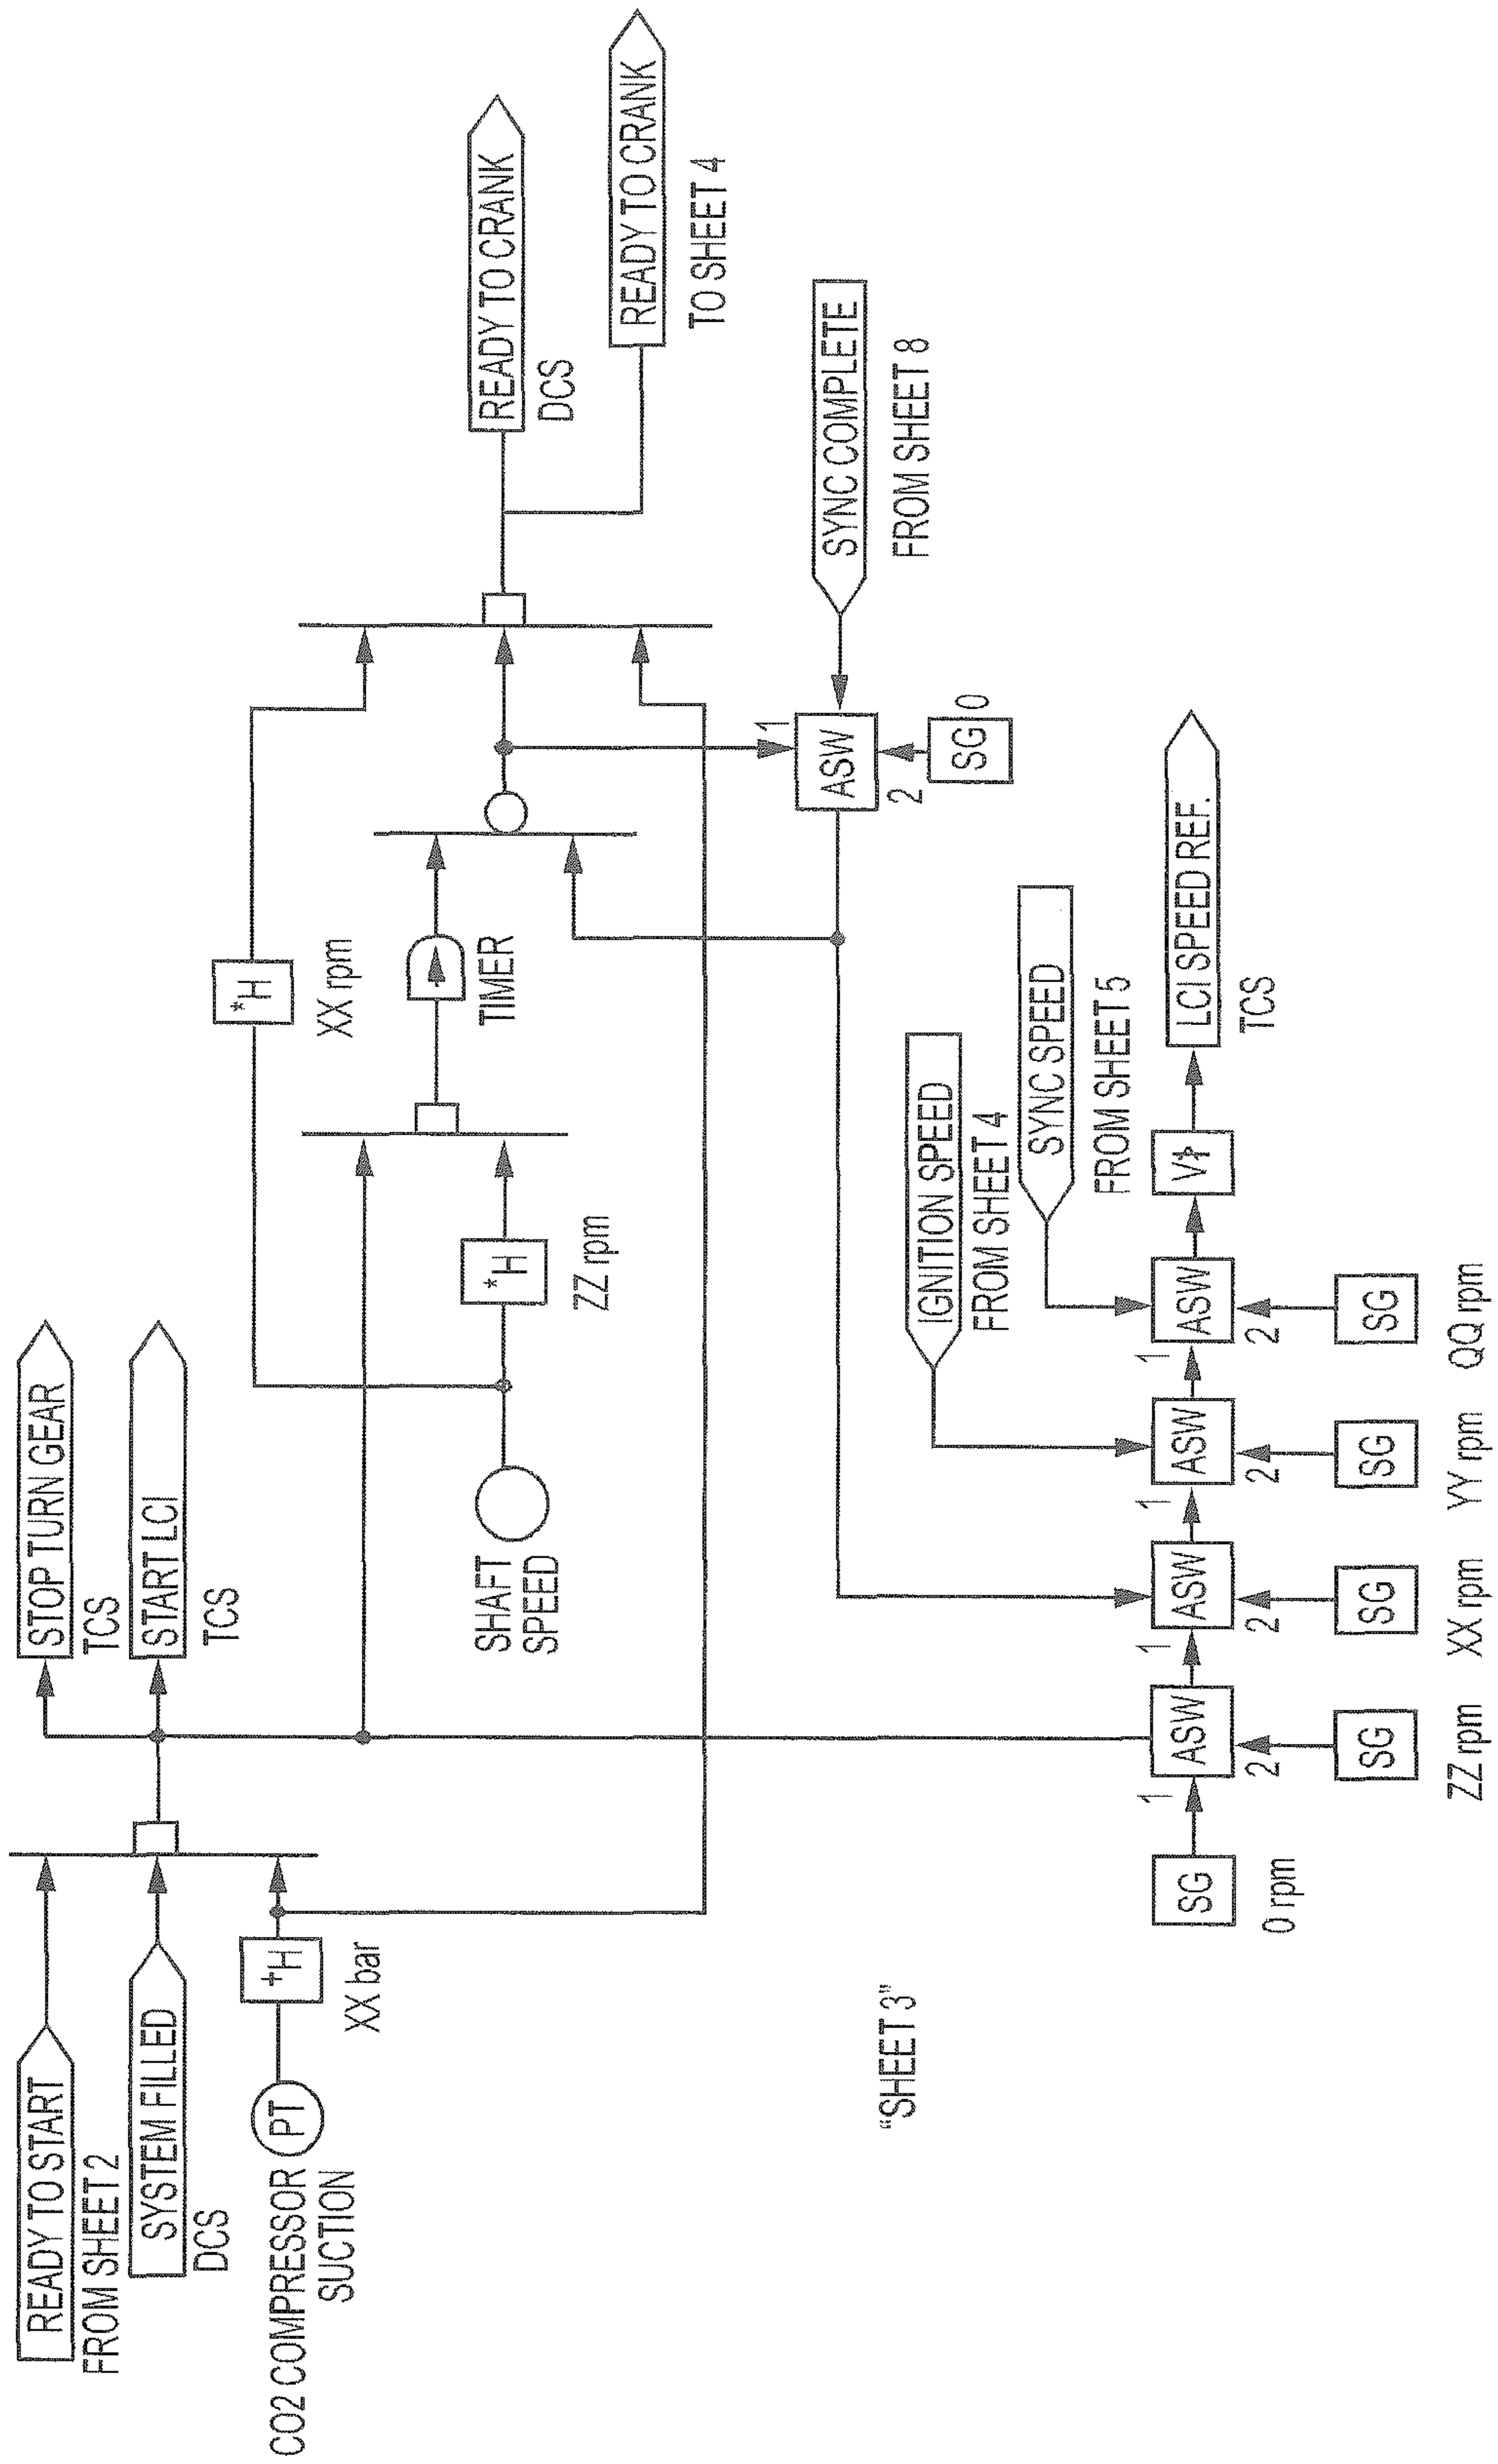 READY TO START
FROM SHEET 2
SYSTEM FILLED
DCS
CO2 COMPRESSOR
SUCTION
PT
*H
XX bar
STOP TURN GEAR
TCS
START LCI
TCS
SHAFT
SPEED
*H
ZZ rpm
*H
XX rpm
TIMER
READY TO CRANK
DCS
READY TO CRANK
TO SHEET 4
SYNC COMPLETE
FROM SHEET 8
1
ASW
2
SG
0
IGNITION SPEED
FROM SHEET 4
SYNC SPEED
FROM SHEET 5
SG
0 rpm
1
ASW
2
SG
ZZ rpm
1
ASW
2
SG
XX rpm
1
ASW
2
SG
YY rpm
1
ASW
2
SG
QQ rpm
V
LCI SPEED REF.
TCS
"SHEET 3"